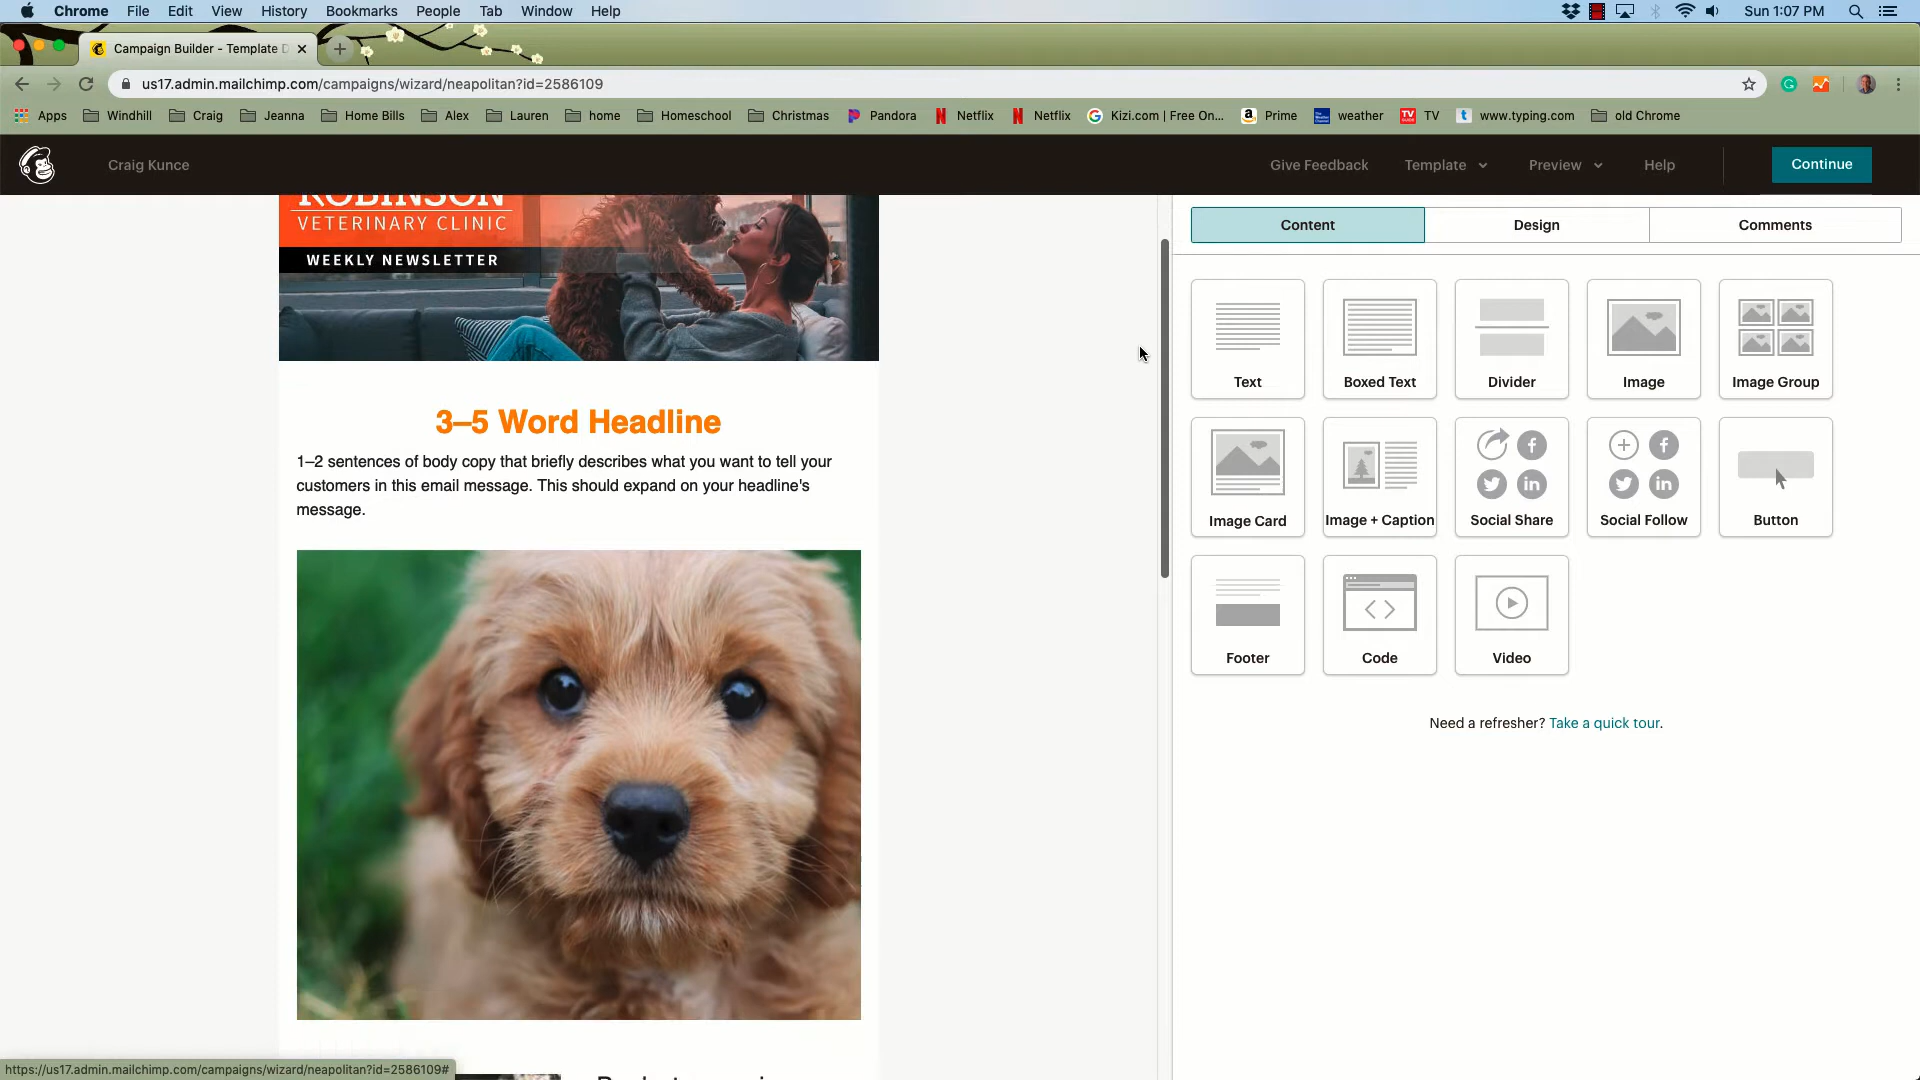 Chrome File Edit View History Bookmarks People Tab Window Help Sun 1:07 PM
Campaign Builder - Template D
us17.admin.mailchimp.com/campaigns/wizard/neapolitan?id=2586109
Apps Windhill Craig Jeanna Home Bills Alex Lauren home Homeschool Christmas Pandora Netflix Netflix Kizi.com | Free On... Prime weather TV www.typing.com old Chrome
Craig Kunce Give Feedback Template Preview Help Continue
ROBINSON
VETERINARY CLINIC
WEEKLY NEWSLETTER
3–5 Word Headline
1–2 sentences of body copy that briefly describes what you want to tell your
customers in this email message. This should expand on your headline's
message.
Content Design Comments
Text Boxed Text Divider Image Image Group
Image Card Image + Caption Social Share Social Follow Button
Footer Code Video
Need a refresher? Take a quick tour.
https://us17.admin.mailchimp.com/campaigns/wizard/neapolitan?id=2586109#